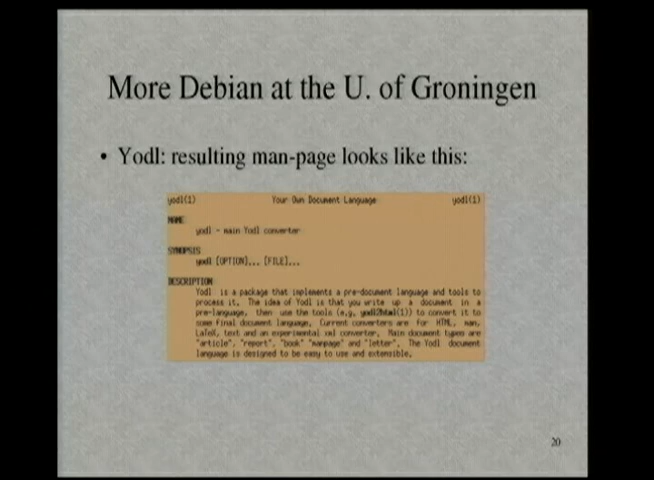 More Debian at the U. of Groningen
• Yodl: resulting man-page looks like this:
yodl(1) Your Own Document Language yodl(1)
NAME
yodl - main Yodl converter
SYNOPSIS
yodl [OPTION]... [FILE]...
DESCRIPTION
Yodl is a package that implements a pre-document language and tools to
process it. The idea of Yodl is that you write up a document in a
pre-language, then use the tools (e.g. yodl2html(1)) to convert it to
some final document language. Current converters are for HTML, man,
LaTeX, text and an experimental xml converter. Main document types are
"article", "report", "book" "manpage" and "letter". The Yodl document
language is designed to be easy to use and extensible.
20